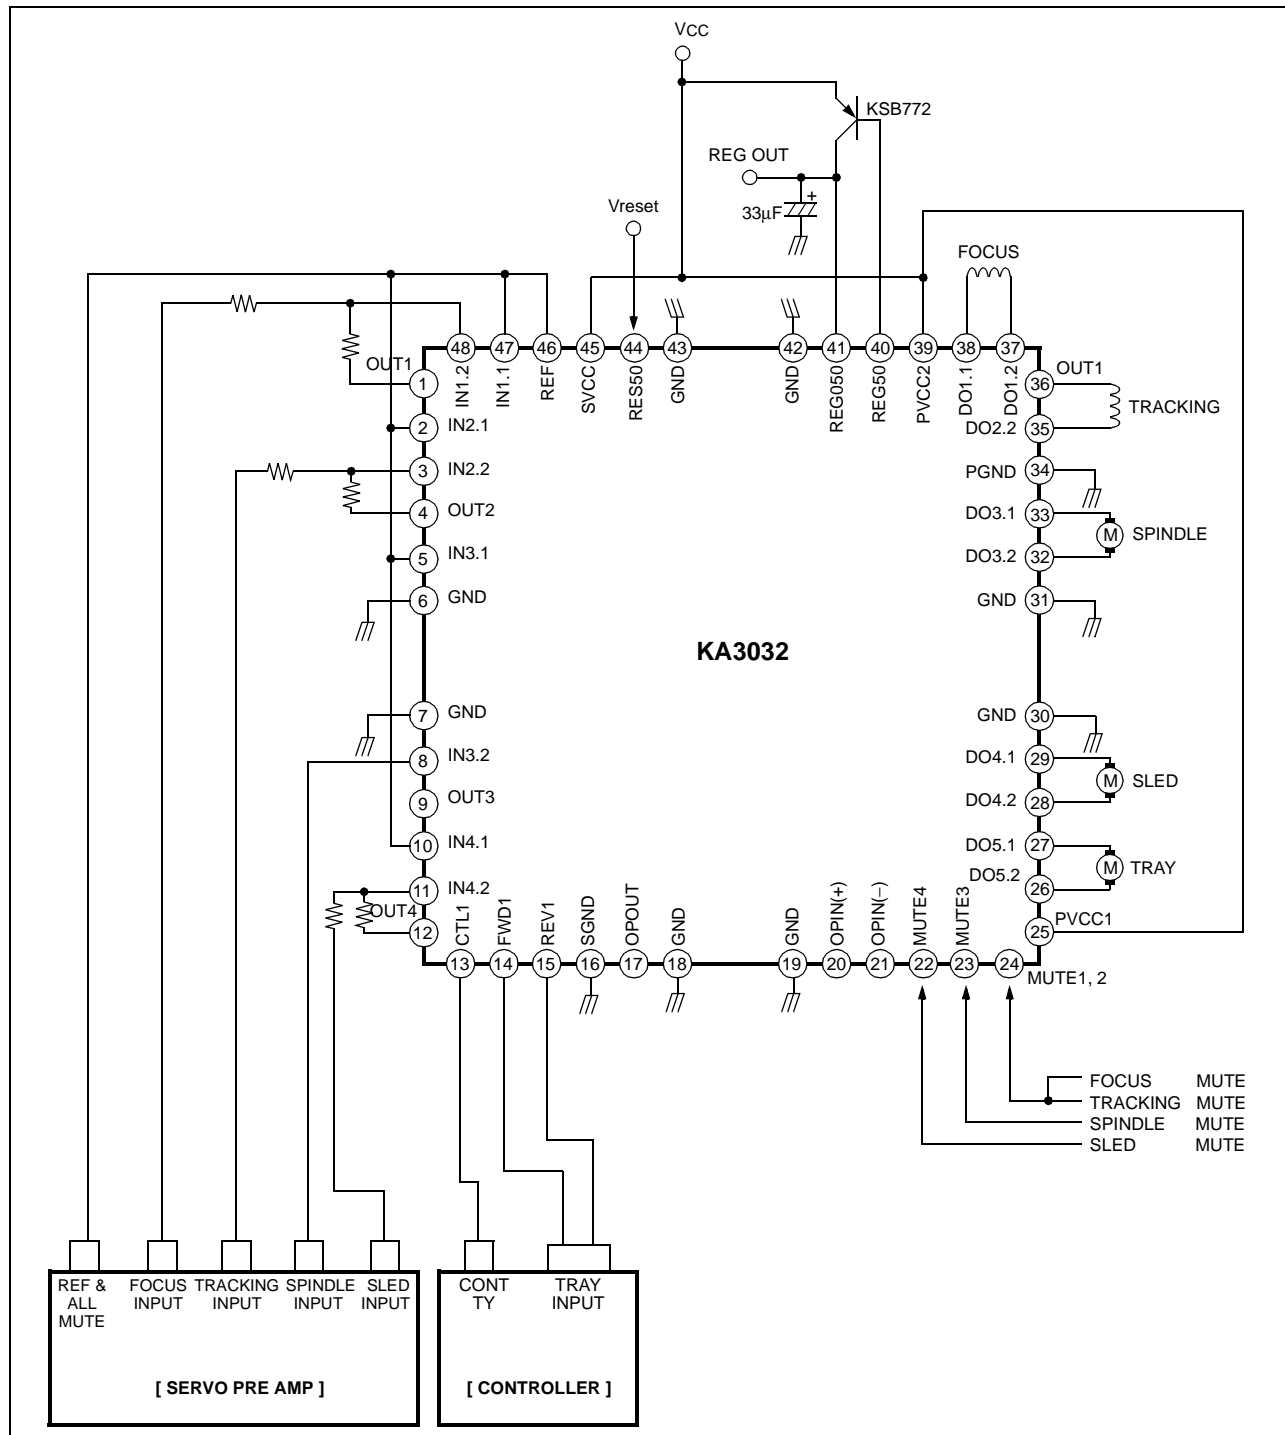 VCC
KSB772
REG OUT
+
33µF
Vreset
FOCUS
48
47
46
45
44
43
42
41
40
39
38
37
IN1.2
IN1.1
REF
SVCC
RES50
GND
GND
REG050
REG50
PVCC2
DO1.1
DO1.2
OUT1
1
2 IN2.1
3 IN2.2
4 OUT2
5 IN3.1
6 GND
7 GND
8 IN3.2
9 OUT3
10 IN4.1
11 IN4.2
OUT4
12
KA3032
OUT1
36
TRACKING
DO2.2 35
PGND 34
DO3.1 33
M SPINDLE
DO3.2 32
GND 31
GND 30
DO4.1 29
M SLED
DO4.2 28
DO5.1 27
M TRAY
DO5.2
26
PVCC1
25
CTL1
FWD1
REV1
SGND
OPOUT
GND
GND
OPIN(+)
OPIN(−)
MUTE4
MUTE3
13
14
15
16
17
18
19
20
21
22
23
24
MUTE1, 2
FOCUS MUTE
TRACKING MUTE
SPINDLE MUTE
SLED MUTE
REF &
ALL
MUTE
FOCUS
INPUT
TRACKING
INPUT
SPINDLE
INPUT
SLED
INPUT
[ SERVO PRE AMP ]
CONT
TY
TRAY
INPUT
[ CONTROLLER ]